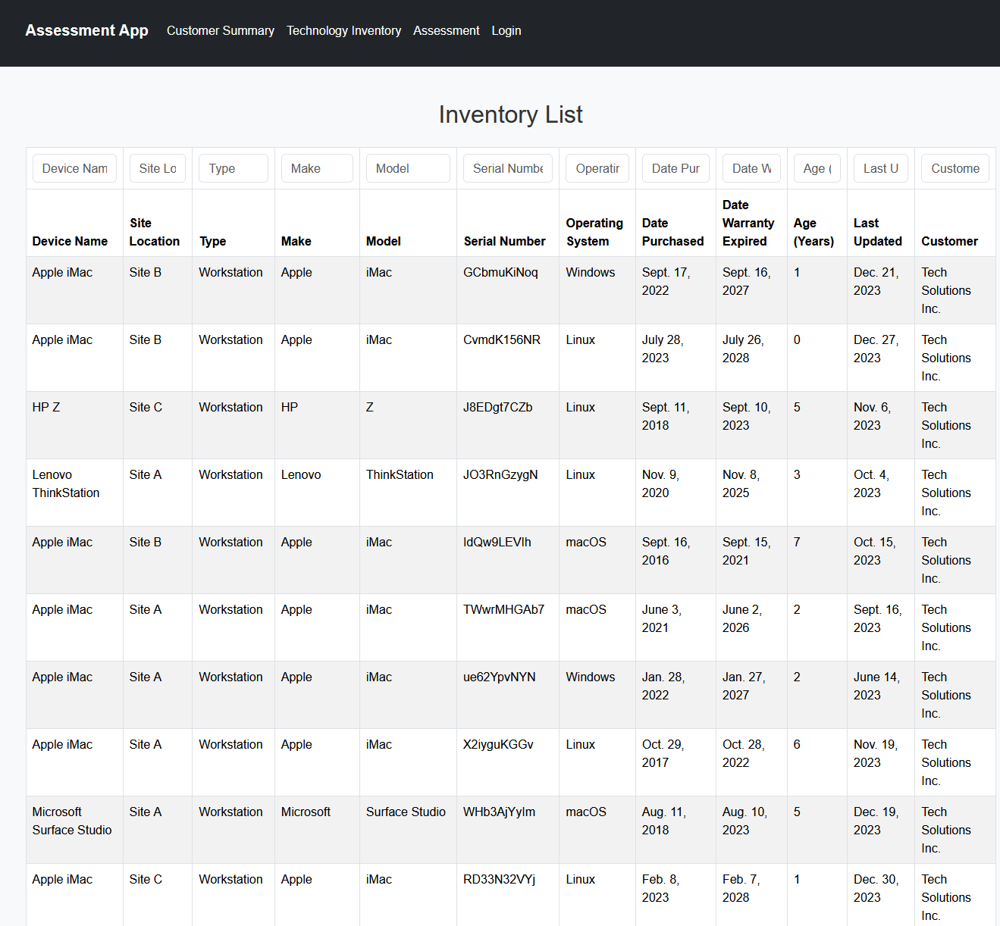 Assessment App Customer Summary Technology Inventory Assessment Login
Inventory List
Device Nam Site Lo Type Make Model Serial Numbe Operatin Date Pur Date W Age ( Last U Custome
Device Name Site Location Type Make Model Serial Number Operating System Date Purchased Date Warranty Expired Age (Years) Last Updated Customer
Apple iMac Site B Workstation Apple iMac GCbmuKiNoq Windows Sept. 17, 2022 Sept. 16, 2027 1 Dec. 21, 2023 Tech Solutions Inc.
Apple iMac Site B Workstation Apple iMac CvmdK156NR Linux July 28, 2023 July 26, 2028 0 Dec. 27, 2023 Tech Solutions Inc.
HP Z Site C Workstation HP Z J8EDgt7CZb Linux Sept. 11, 2018 Sept. 10, 2023 5 Nov. 6, 2023 Tech Solutions Inc.
Lenovo ThinkStation Site A Workstation Lenovo ThinkStation JO3RnGzygN Linux Nov. 9, 2020 Nov. 8, 2025 3 Oct. 4, 2023 Tech Solutions Inc.
Apple iMac Site B Workstation Apple iMac IdQw9LEVIh macOS Sept. 16, 2016 Sept. 15, 2021 7 Oct. 15, 2023 Tech Solutions Inc.
Apple iMac Site A Workstation Apple iMac TWwrMHGAb7 macOS June 3, 2021 June 2, 2026 2 Sept. 16, 2023 Tech Solutions Inc.
Apple iMac Site A Workstation Apple iMac ue62YpvNYN Windows Jan. 28, 2022 Jan. 27, 2027 2 June 14, 2023 Tech Solutions Inc.
Apple iMac Site A Workstation Apple iMac X2iyguKGGv Linux Oct. 29, 2017 Oct. 28, 2022 6 Nov. 19, 2023 Tech Solutions Inc.
Microsoft Surface Studio Site A Workstation Microsoft Surface Studio WHb3AjYylm macOS Aug. 11, 2018 Aug. 10, 2023 5 Dec. 19, 2023 Tech Solutions Inc.
Apple iMac Site C Workstation Apple iMac RD33N32VYj Linux Feb. 8, 2023 Feb. 7, 2028 1 Dec. 30, 2023 Tech Solutions Inc.